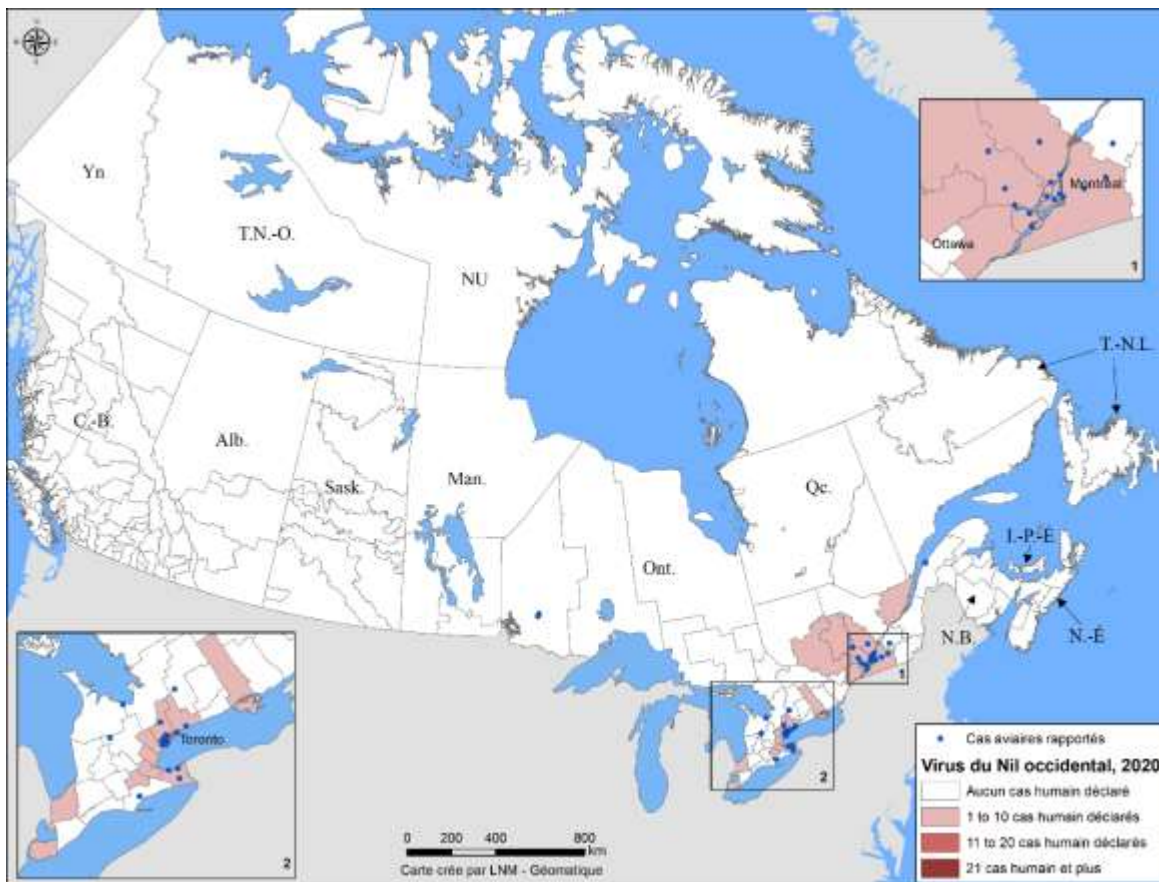 Yn
T.N.-O.
NU
C.-B.
Alb.
Sask.
Man.
Ont.
Qc.
T.-N.L.
I.-P.-É
N.B.
N.-É
Montréal
Ottawa
1
1
Toronto
2
2
0 200 400 800
km
Carte crée par LNM - Géomatique
Cas aviaires rapportés
Virus du Nil occidental, 2020
Aucun cas humain déclaré
1 to 10 cas humain déclarés
11 to 20 cas humain déclarés
21 cas humain et plus